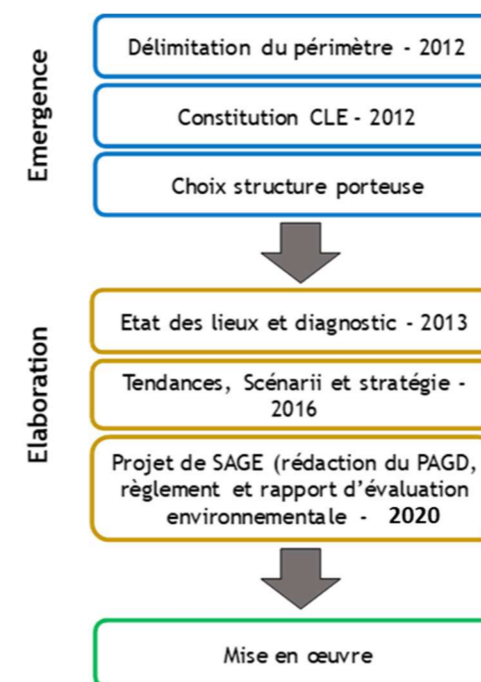 Emergence
Délimitation du périmètre - 2012
Constitution CLE - 2012
Choix structure porteuse
Elaboration
Etat des lieux et diagnostic - 2013
Tendances, Scénarii et stratégie -
2016
Projet de SAGE (rédaction du PAGD,
règlement et rapport d'évaluation
environnementale - 2020
Mise en œuvre